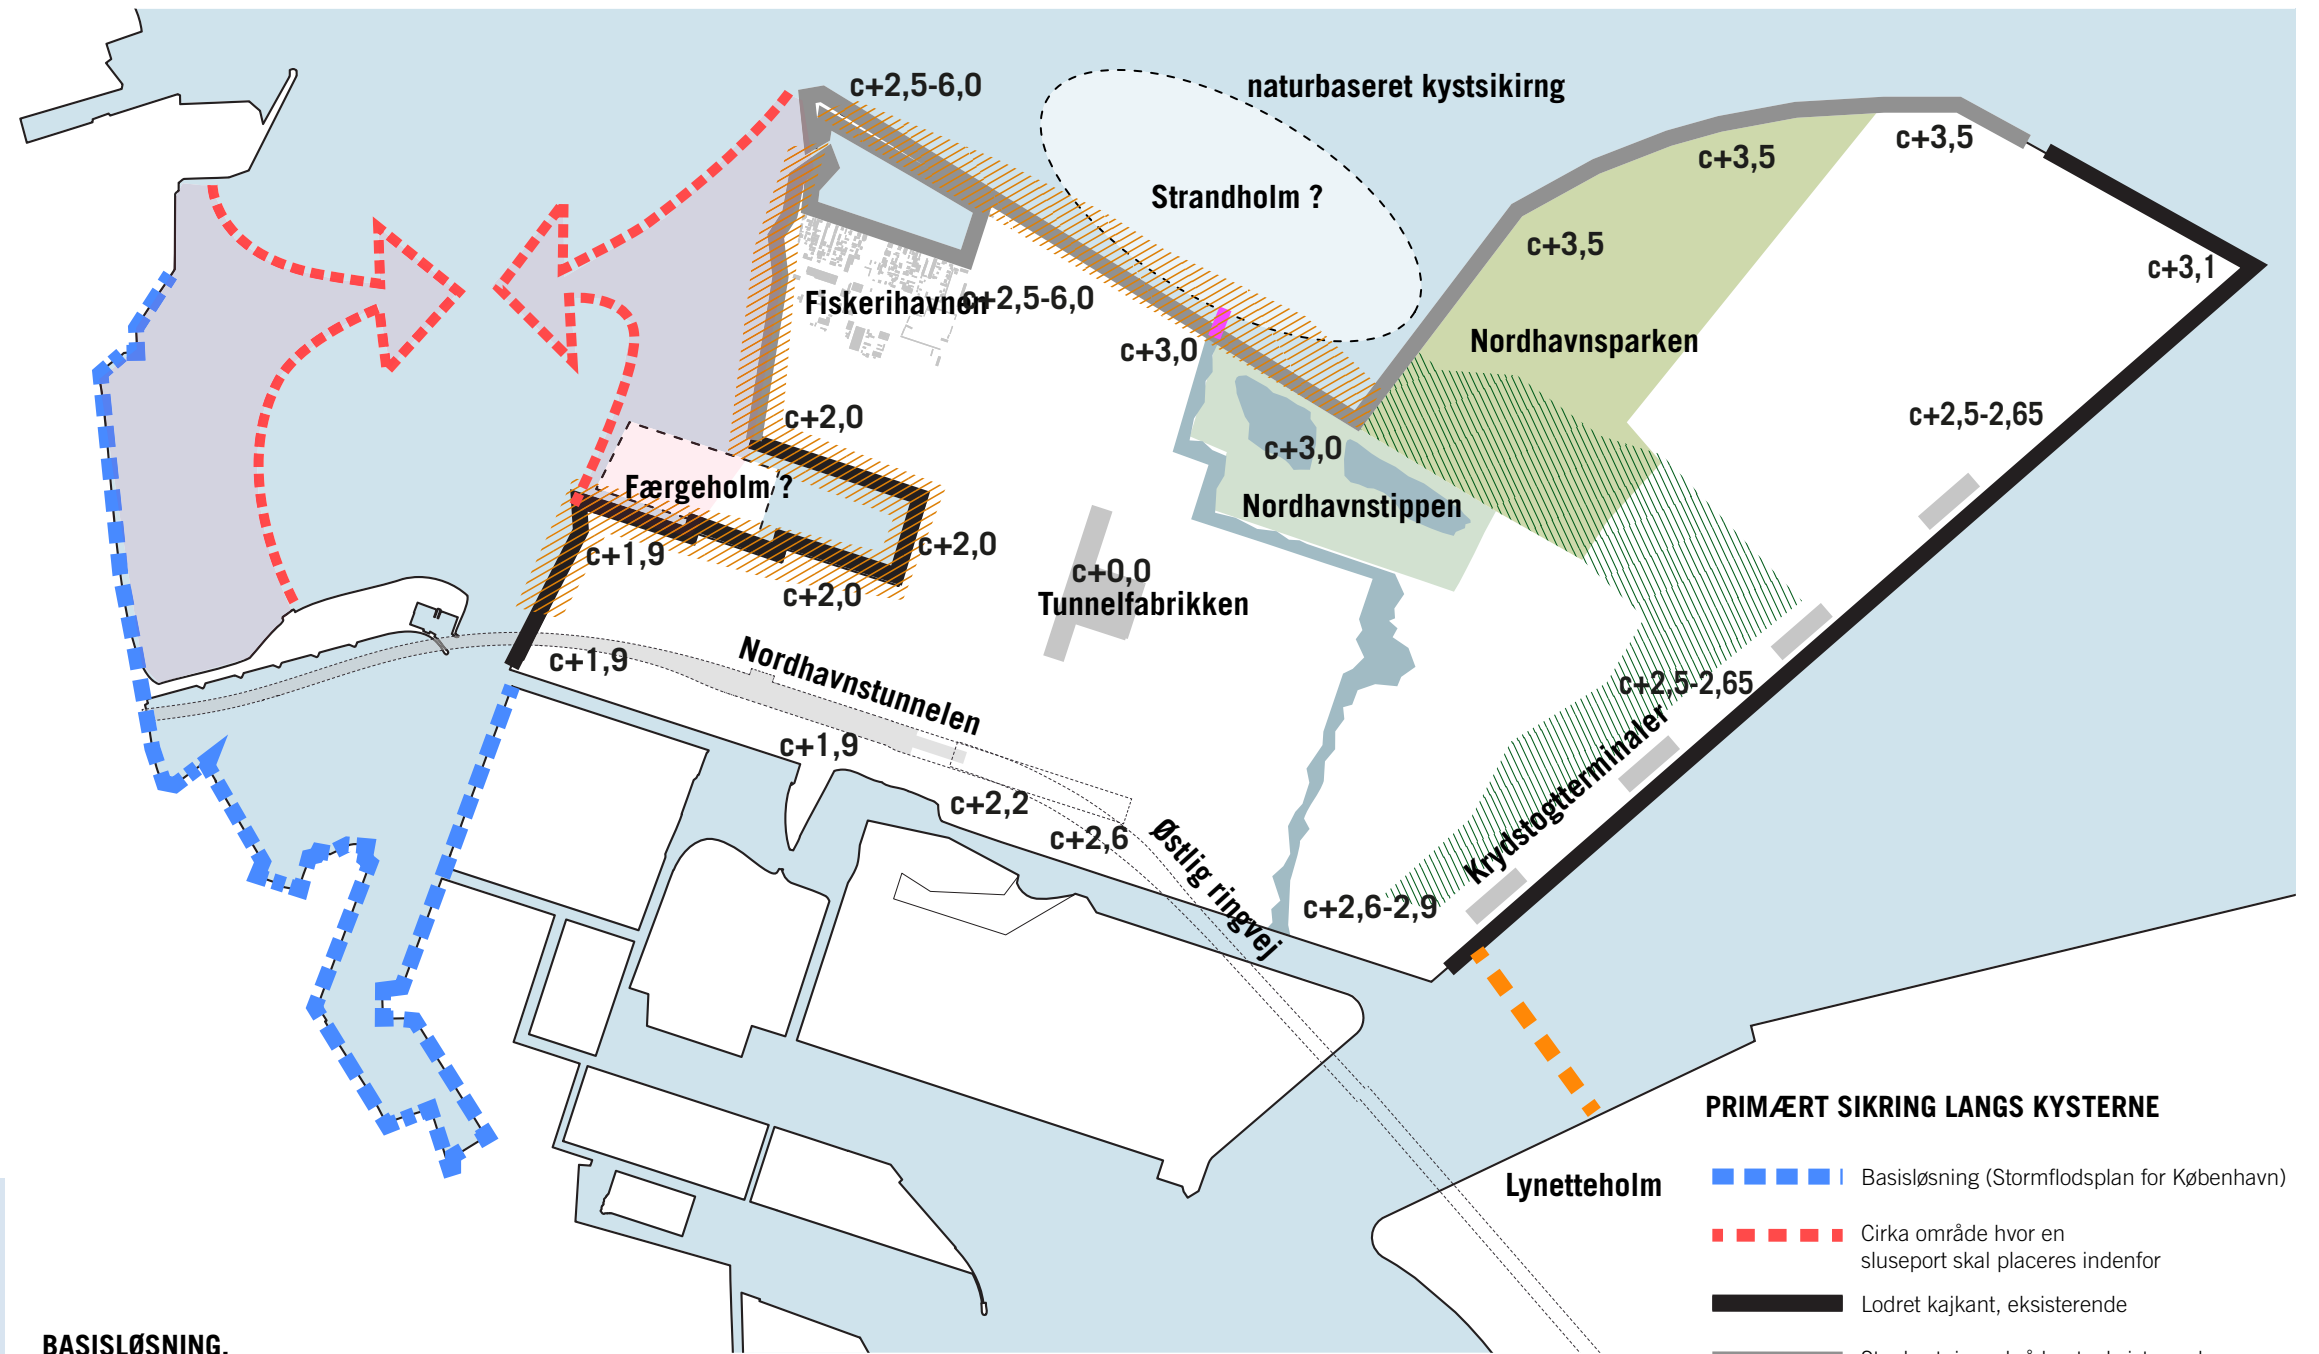 c+2,5-6,0
naturbaseret kystsikirng
c+3,5
c+3,5
Strandholm ?
c+3,5
c+3,1
Fiskerihavnen
c+2,5-6,0
c+3,0
Nordhavnsparken
c+2,0
c+2,5-2,65
c+3,0
Færgeholm ?
Nordhavnstippen
c+1,9
c+2,0
c+2,0
c+0,0
Tunnelfabrikken
c+1,9
Nordhavnstunnelen
c+2,5-2,65
c+1,9
Krydstogtterminaler
c+2,2
c+2,6
Østlig ringvej
c+2,6-2,9
Lynetteholm
PRIMÆRT SIKRING LANGS KYSTERNE
Basisløsning (Stormflodsplan for København)
Cirka område hvor en
sluseport skal placeres indenfor
Lodret kajkant, eksisterende
BASISLØSNING.